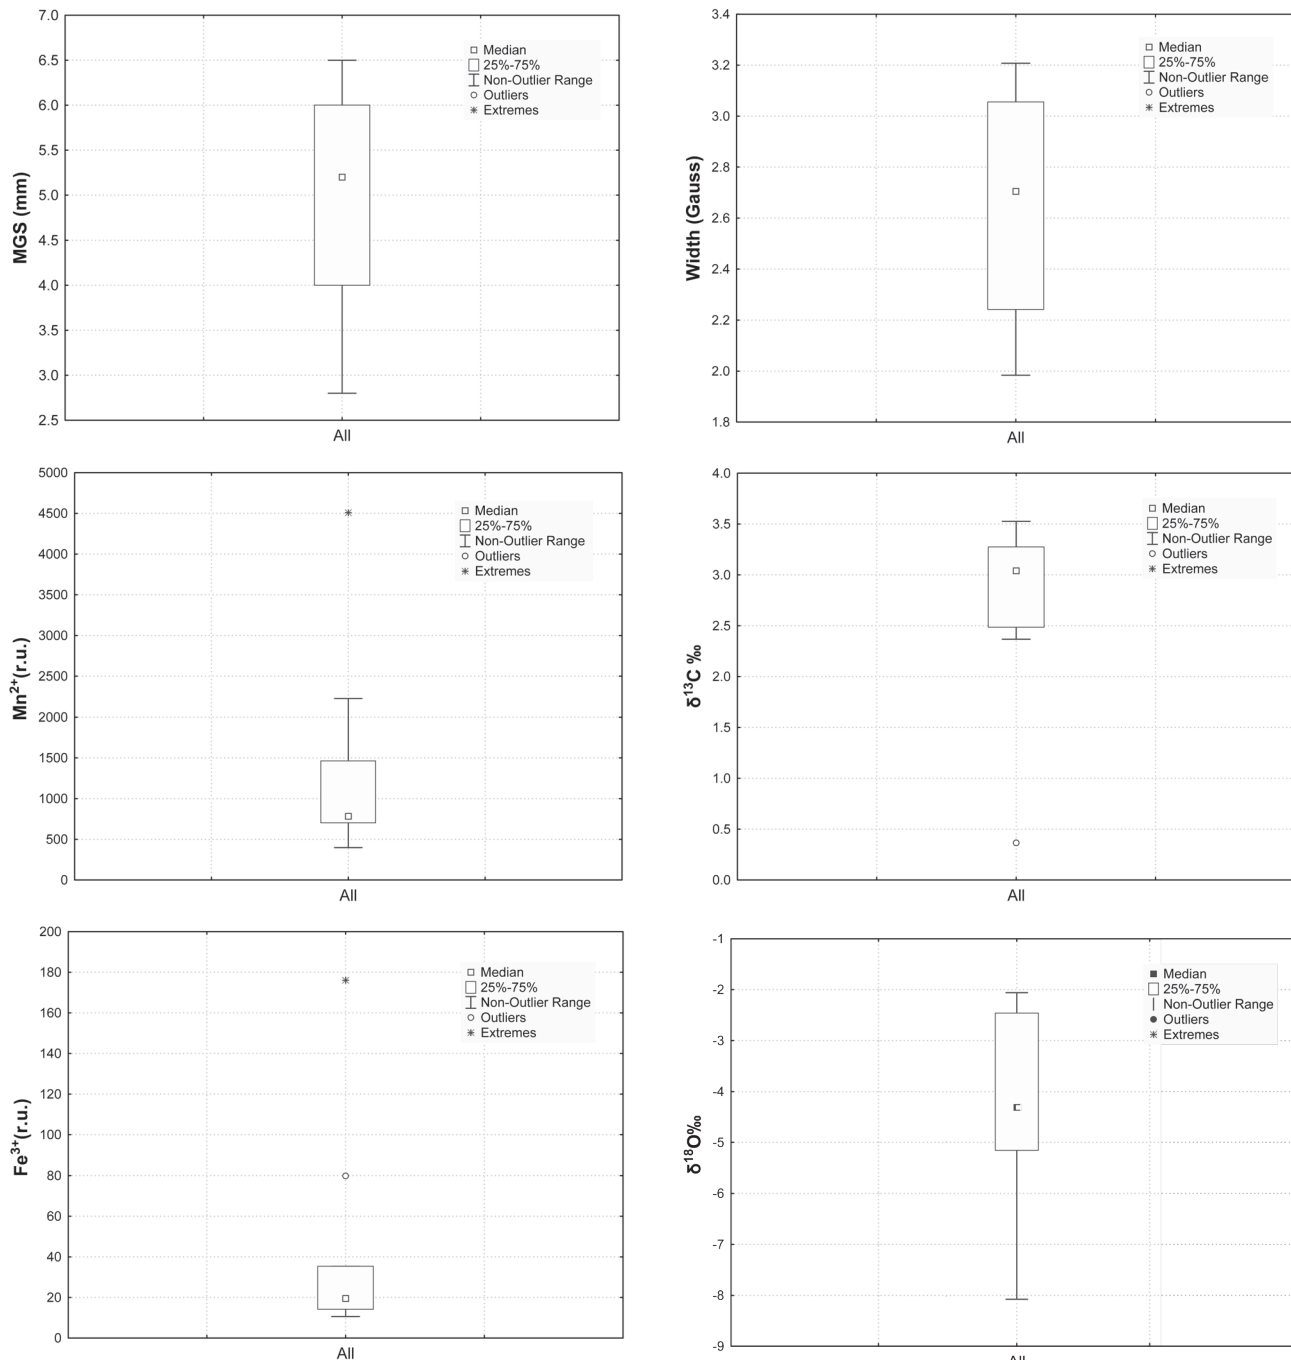 7.0
6.5
6.0
5.5
5.0
4.5
4.0
3.5
3.0
2.5
MGS (mm)
All
Median
25%-75%
Non-Outlier Range
Outliers
Extremes
3.4
3.2
3.0
2.8
2.6
2.4
2.2
2.0
1.8
Width (Gauss)
All
Median
25%-75%
Non-Outlier Range
Outliers
Extremes
5000
4500
4000
3500
3000
2500
2000
1500
1000
500
0
Mn²⁺(r.u.)
All
Median
25%-75%
Non-Outlier Range
Outliers
Extremes
4.0
3.5
3.0
2.5
2.0
1.5
1.0
0.5
0.0
δ¹³C ‰
All
Median
25%-75%
Non-Outlier Range
Outliers
Extremes
200
180
160
140
120
100
80
60
40
20
0
Fe³⁺(r.u.)
All
Median
25%-75%
Non-Outlier Range
Outliers
Extremes
-1
-2
-3
-4
-5
-6
-7
-8
-9
δ¹⁸O‰
All
Median
25%-75%
Non-Outlier Range
Outliers
Extremes